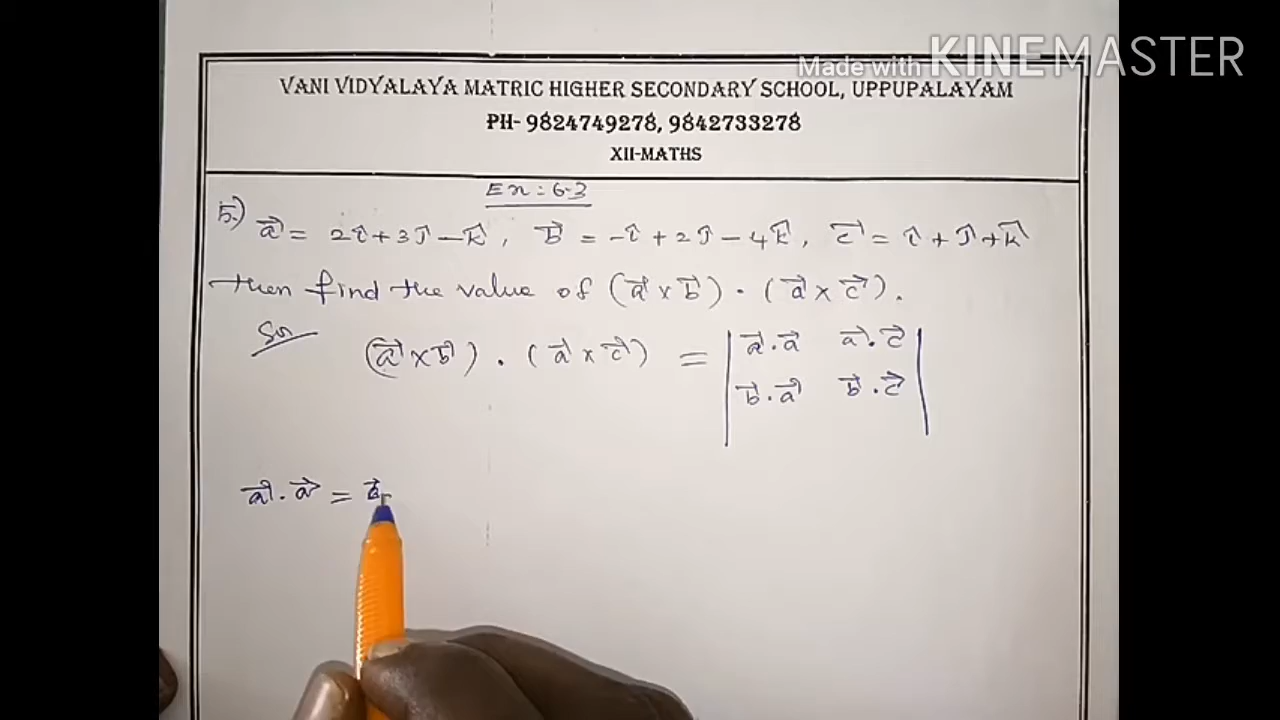 Made with KINEMASTER
VANI VIDYALAYA MATRIC HIGHER SECONDARY SCHOOL, UPPUPALAYAM
PH- 9824749278, 9842733278
XII-MATHS
Ex : 6.3
5.) a⃗ = 2î + 3ĵ − k̂, b⃗ = −î + 2ĵ − 4k̂, c⃗ = î + ĵ + k̂
then find the value of (a⃗ × b⃗) · (a⃗ × c⃗).
Sol
(a⃗ × b⃗) · (a⃗ × c⃗) = | a⃗·a⃗ a⃗·c⃗ |
| b⃗·a⃗ b⃗·c⃗ |
a⃗ · a⃗ = a⃗